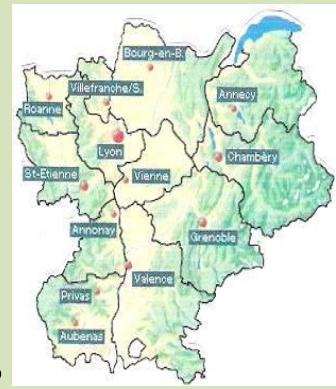 Bourg-en-B.
Villefranche/S.
Annecy
Roanne
Lyon
Chambéry
St-Etienne
Vienne
Annonay
Grenoble
Valence
Privas
Aubenas